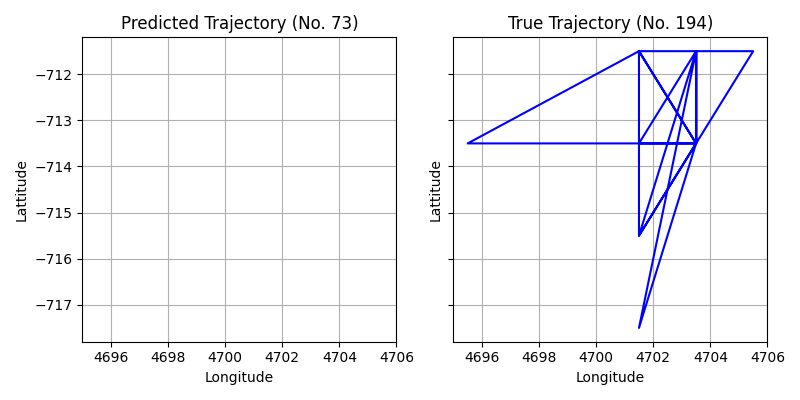 Predicted Trajectory (No. 73)
True Trajectory (No. 194)
Lattitude
−712
−713
−714
−715
−716
−717
4696 4698 4700 4702 4704 4706
Longitude
Lattitude
4696 4698 4700 4702 4704 4706
Longitude